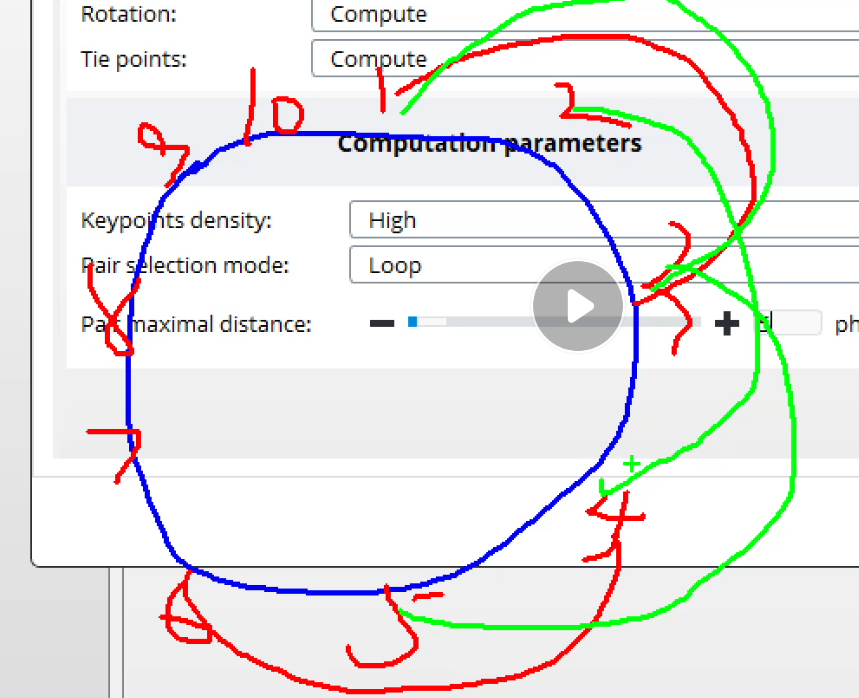 Rotation: Compute
Tie points: Compute
1 2
10
9
Computation parameters
Keypoints density: High
3
Pair selection mode: Loop
8
Pair maximal distance: ph
7
4
5
6